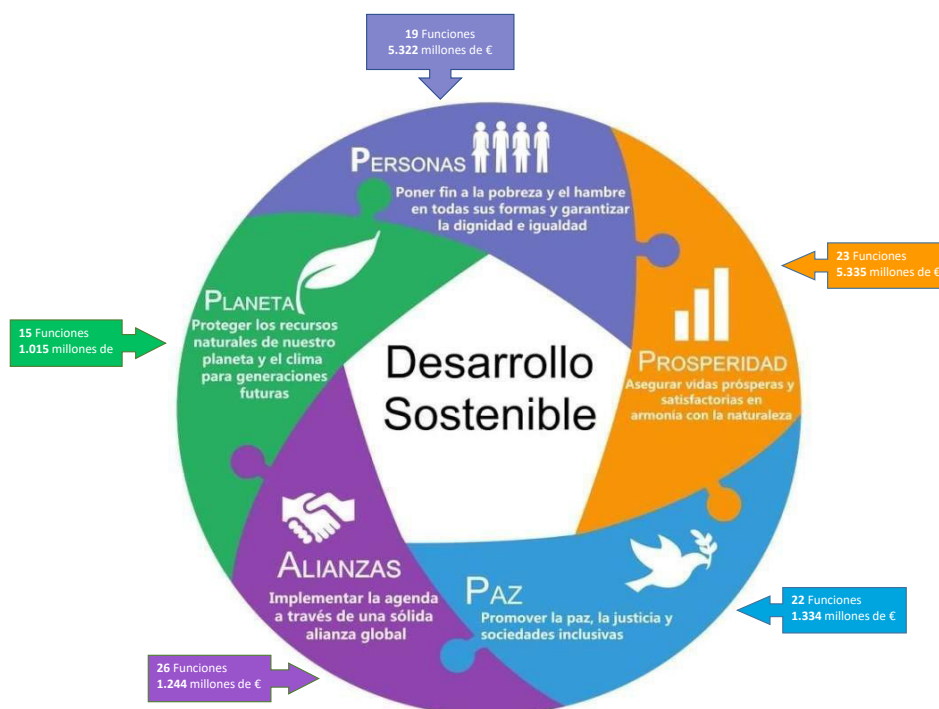 19 Funciones
5.322 millones de €
PERSONAS
Poner fin a la pobreza y el hambre
en todas sus formas y garantizar
la dignidad e igualdad
23 Funciones
5.335 millones de €
PROSPERIDAD
Asegurar vidas prósperas y
satisfactorias en
armonía con la naturaleza
PLANETA
Proteger los recursos
naturales de nuestro
planeta y el clima
para generaciones
futuras
15 Funciones
1.015 millones de
Desarrollo
Sostenible
ALIANZAS
Implementar la agenda
a través de una sólida
alianza global
PAZ
Promover la paz, la justicia y
sociedades inclusivas
22 Funciones
1.334 millones de €
26 Funciones
1.244 millones de €